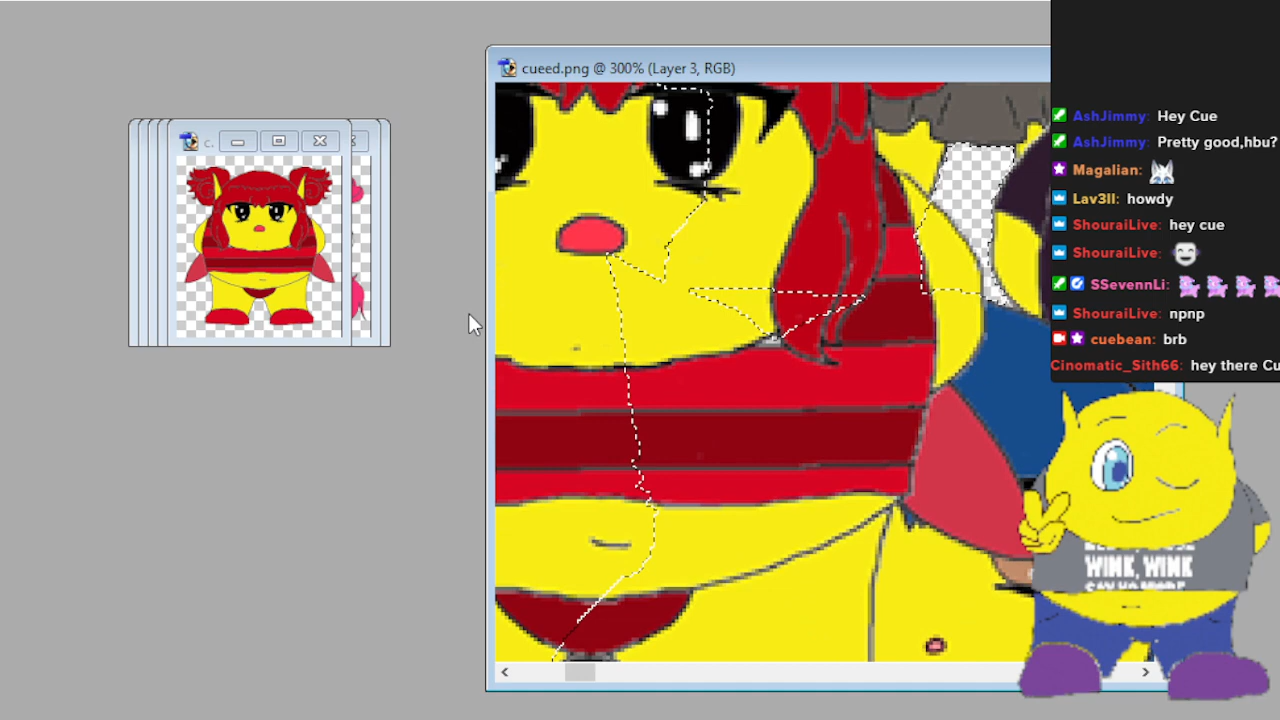 cueed.png @ 300% (Layer 3, RGB)
c.
AshJimmy: Hey Cue
AshJimmy: Pretty good,hbu?
Magalian:
Lav3ll: howdy
ShouraiLive: hey cue
ShouraiLive:
SSevennLi:
ShouraiLive: npnp
cuebean: brb
Cinomatic_Sith66: hey there Cu
WINK, WINK